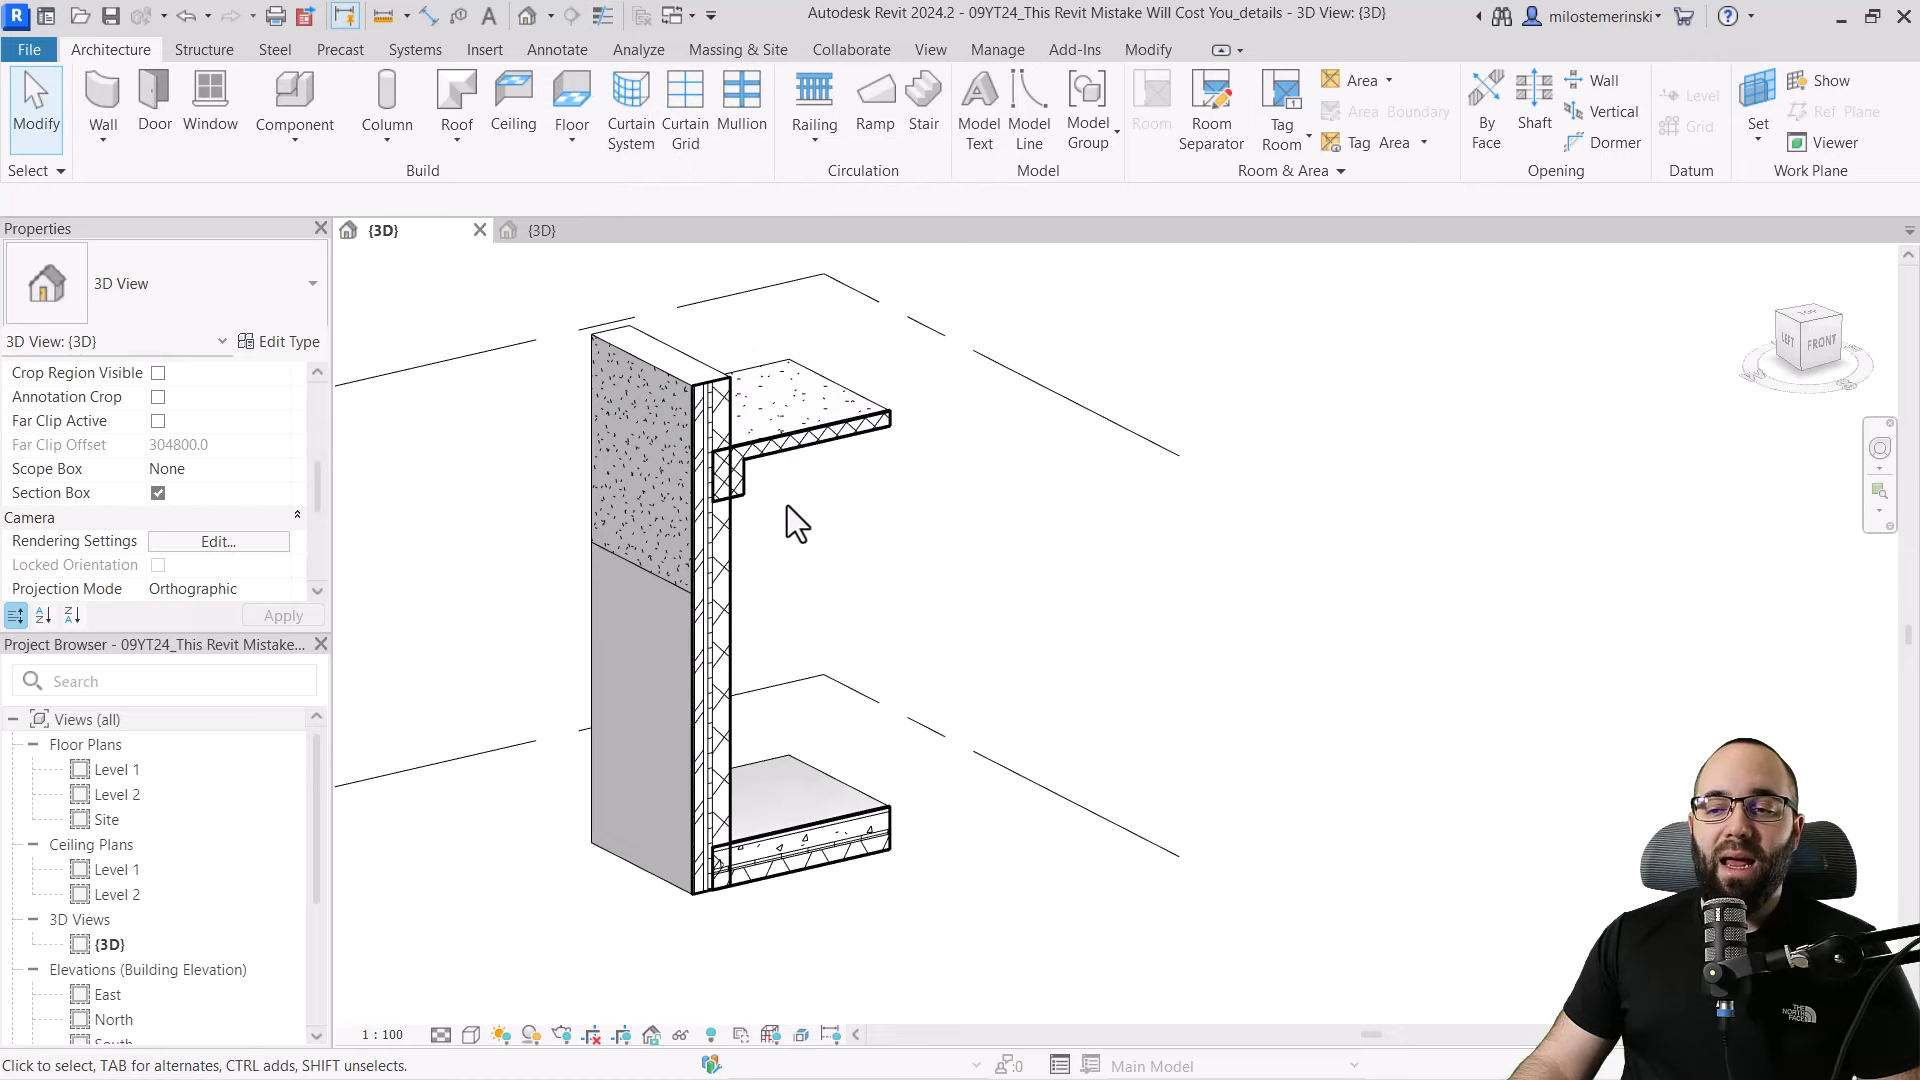 Autodesk Revit 2024.2 - 09YT24_This Revit Mistake Will Cost You_details - 3D View: {3D}
milostemerinski
File Architecture Structure Steel Precast Systems Insert Annotate Analyze Massing & Site Collaborate View Manage Add-Ins Modify
Modify Wall Door Window Component Column Roof Ceiling Floor Curtain System Curtain Grid Mullion Railing Ramp Stair Model Text Model Line Model Group Room Room Separator Tag Room By Face Shaft Set
Area
Area Boundary
Tag Area
Wall
Vertical
Dormer
Level
Grid
Show
Ref Plane
Viewer
Select Build Circulation Model Room & Area Opening Datum Work Plane
Properties
3D View
3D View: {3D} Edit Type
Crop Region Visible
Annotation Crop
Far Clip Active
Far Clip Offset 304800.0
Scope Box None
Section Box
Camera
Rendering Settings Edit...
Locked Orientation
Projection Mode Orthographic
Apply
{3D} {3D}
TOP
LEFT FRONT
Project Browser - 09YT24_This Revit Mistake...
Search
Views (all)
Floor Plans
Level 1
Level 2
Site
Ceiling Plans
Level 1
Level 2
3D Views
{3D}
Elevations (Building Elevation)
East
North
1 : 100
RØDE
THE NORTH FACE
Click to select, TAB for alternates, CTRL adds, SHIFT unselects.
:0
Main Model